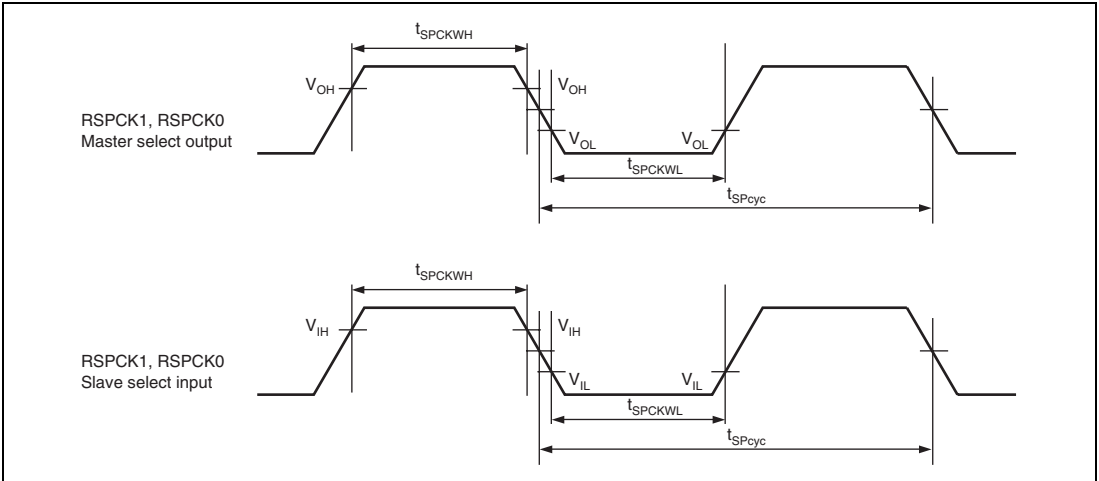 tSPCKWH
VOH
VOH
RSPCK1, RSPCK0
Master select output
VOL
VOL
tSPCKWL
tSPcyc
tSPCKWH
VIH
VIH
RSPCK1, RSPCK0
Slave select input
VIL
VIL
tSPCKWL
tSPcyc